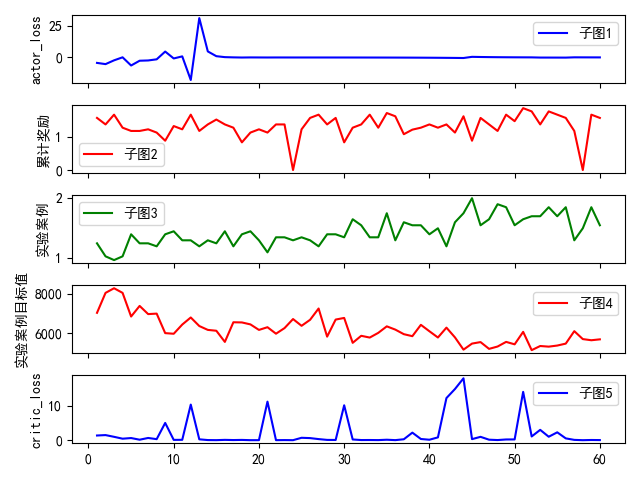 actor_loss
25
0
子图1
累计奖励
1
0
子图2
实验案例
2
1
子图3
实验案例目标值
8000
6000
子图4
critic_loss
10
0
子图5
0 10 20 30 40 50 60